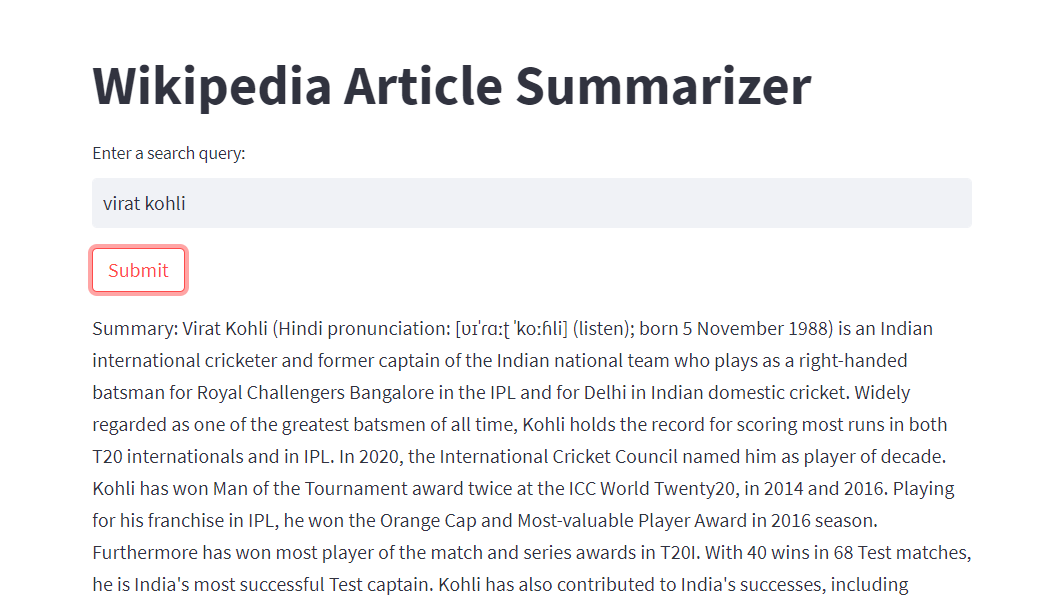 Wikipedia Article Summarizer
Enter a search query:
virat kohli
Submit
Summary: Virat Kohli (Hindi pronunciation: [ʋɪˈɾɑːʈ ˈkoːɦli] (listen); born 5 November 1988) is an Indian
international cricketer and former captain of the Indian national team who plays as a right-handed
batsman for Royal Challengers Bangalore in the IPL and for Delhi in Indian domestic cricket. Widely
regarded as one of the greatest batsmen of all time, Kohli holds the record for scoring most runs in both
T20 internationals and in IPL. In 2020, the International Cricket Council named him as player of decade.
Kohli has won Man of the Tournament award twice at the ICC World Twenty20, in 2014 and 2016. Playing
for his franchise in IPL, he won the Orange Cap and Most-valuable Player Award in 2016 season.
Furthermore has won most player of the match and series awards in T20I. With 40 wins in 68 Test matches,
he is India's most successful Test captain. Kohli has also contributed to India's successes, including